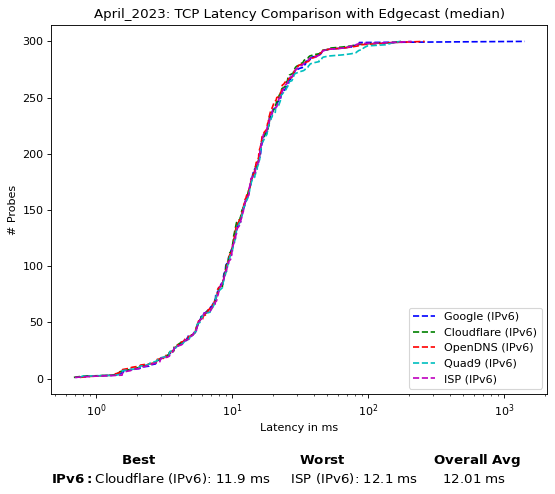 April_2023: TCP Latency Comparison with Edgecast (median)
300
250
200
150
100
50
0
# Probes
Google (IPv6)
Cloudflare (IPv6)
OpenDNS (IPv6)
Quad9 (IPv6)
ISP (IPv6)
10⁰ 10¹ 10² 10³
Latency in ms
Best Worst Overall Avg
IPv6: Cloudflare (IPv6): 11.9 ms ISP (IPv6): 12.1 ms 12.01 ms